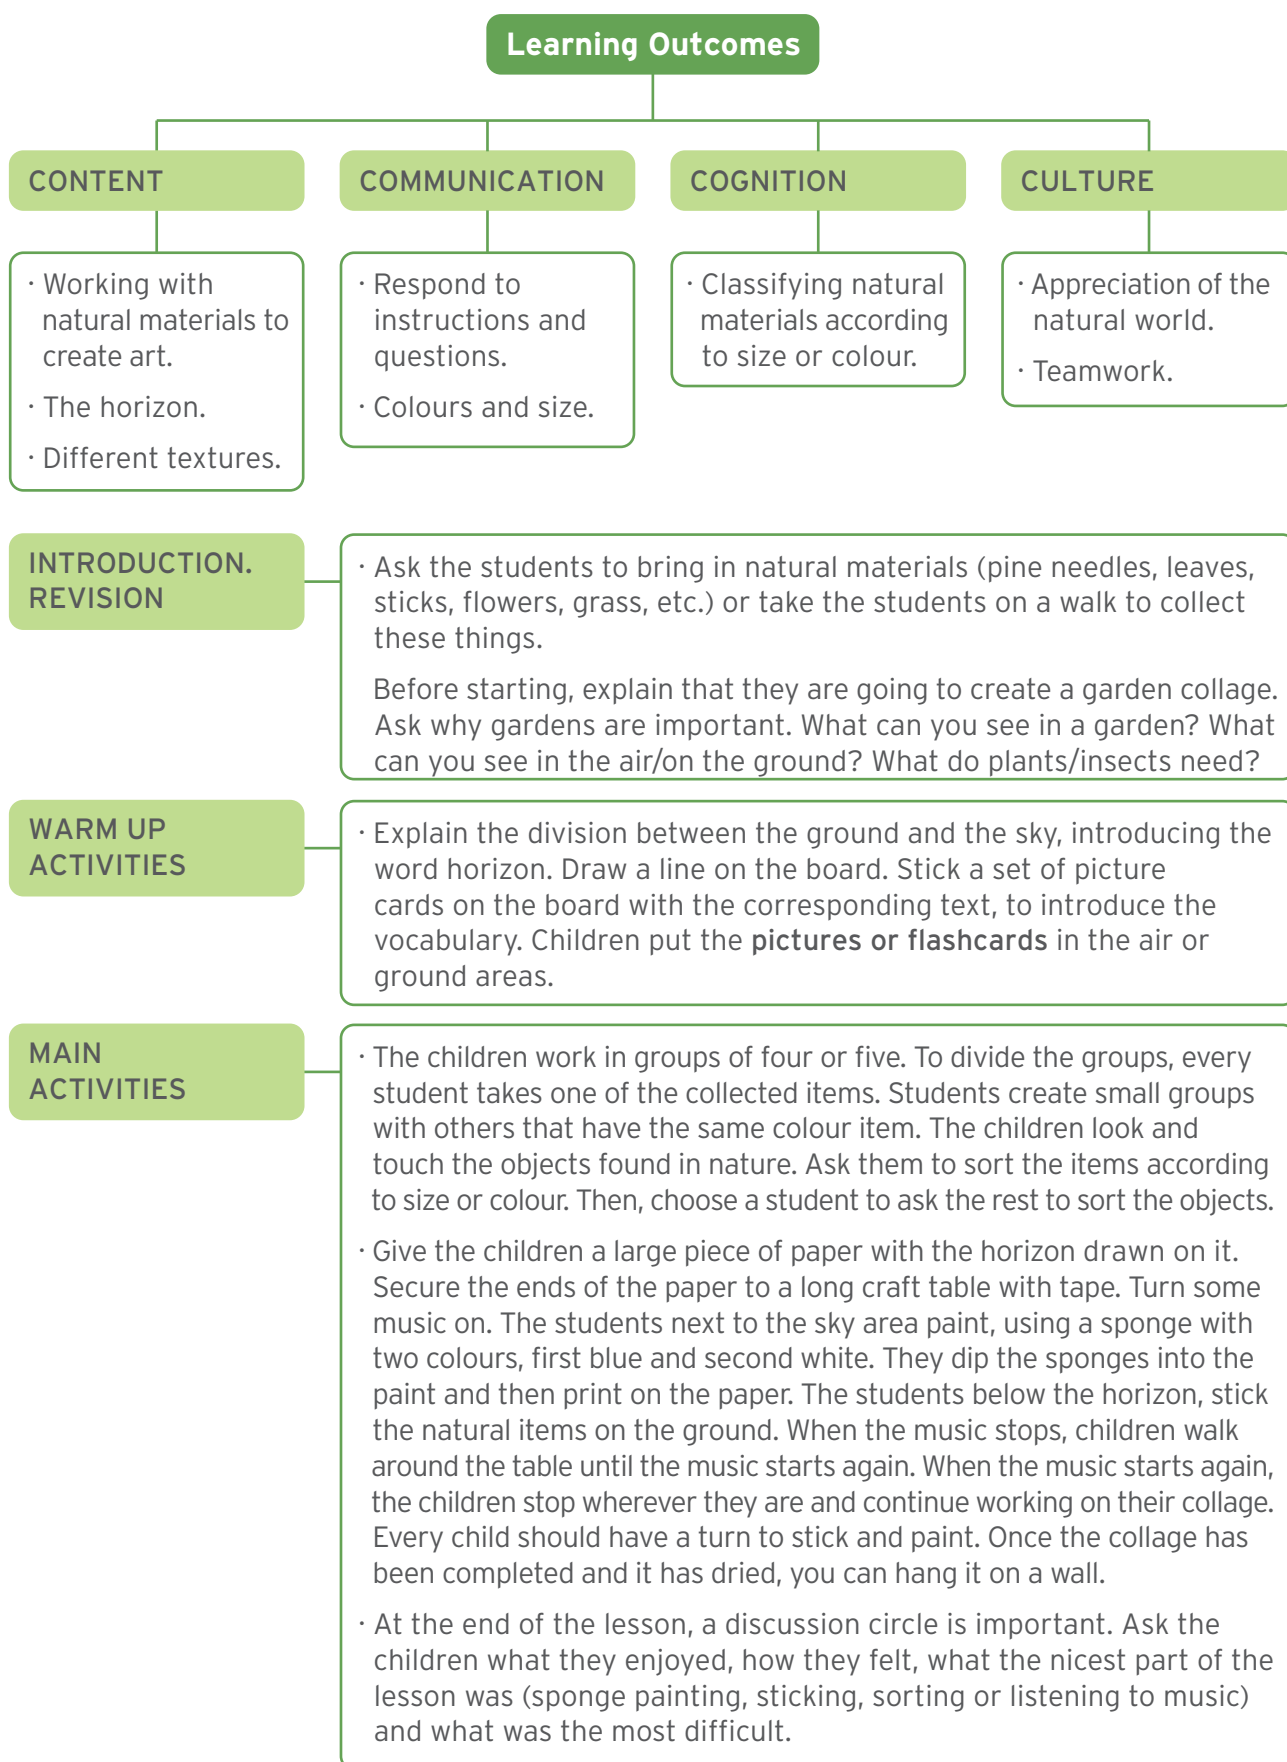 Learning Outcomes
CONTENT
· Working with
natural materials to
create art.
· The horizon.
· Different textures.
COMMUNICATION
· Respond to
instructions and
questions.
· Colours and size.
COGNITION
· Classifying natural
materials according
to size or colour.
CULTURE
· Appreciation of the
natural world.
· Teamwork.
INTRODUCTION.
REVISION
· Ask the students to bring in natural materials (pine needles, leaves,
sticks, flowers, grass, etc.) or take the students on a walk to collect
these things.
Before starting, explain that they are going to create a garden collage.
Ask why gardens are important. What can you see in a garden? What
can you see in the air/on the ground? What do plants/insects need?
WARM UP
ACTIVITIES
· Explain the division between the ground and the sky, introducing the
word horizon. Draw a line on the board. Stick a set of picture
cards on the board with the corresponding text, to introduce the
vocabulary. Children put the pictures or flashcards in the air or
ground areas.
MAIN
ACTIVITIES
· The children work in groups of four or five. To divide the groups, every
student takes one of the collected items. Students create small groups
with others that have the same colour item. The children look and
touch the objects found in nature. Ask them to sort the items according
to size or colour. Then, choose a student to ask the rest to sort the objects.
· Give the children a large piece of paper with the horizon drawn on it.
Secure the ends of the paper to a long craft table with tape. Turn some
music on. The students next to the sky area paint, using a sponge with
two colours, first blue and second white. They dip the sponges into the
paint and then print on the paper. The students below the horizon, stick
the natural items on the ground. When the music stops, children walk
around the table until the music starts again. When the music starts again,
the children stop wherever they are and continue working on their collage.
Every child should have a turn to stick and paint. Once the collage has
been completed and it has dried, you can hang it on a wall.
· At the end of the lesson, a discussion circle is important. Ask the
children what they enjoyed, how they felt, what the nicest part of the
lesson was (sponge painting, sticking, sorting or listening to music)
and what was the most difficult.